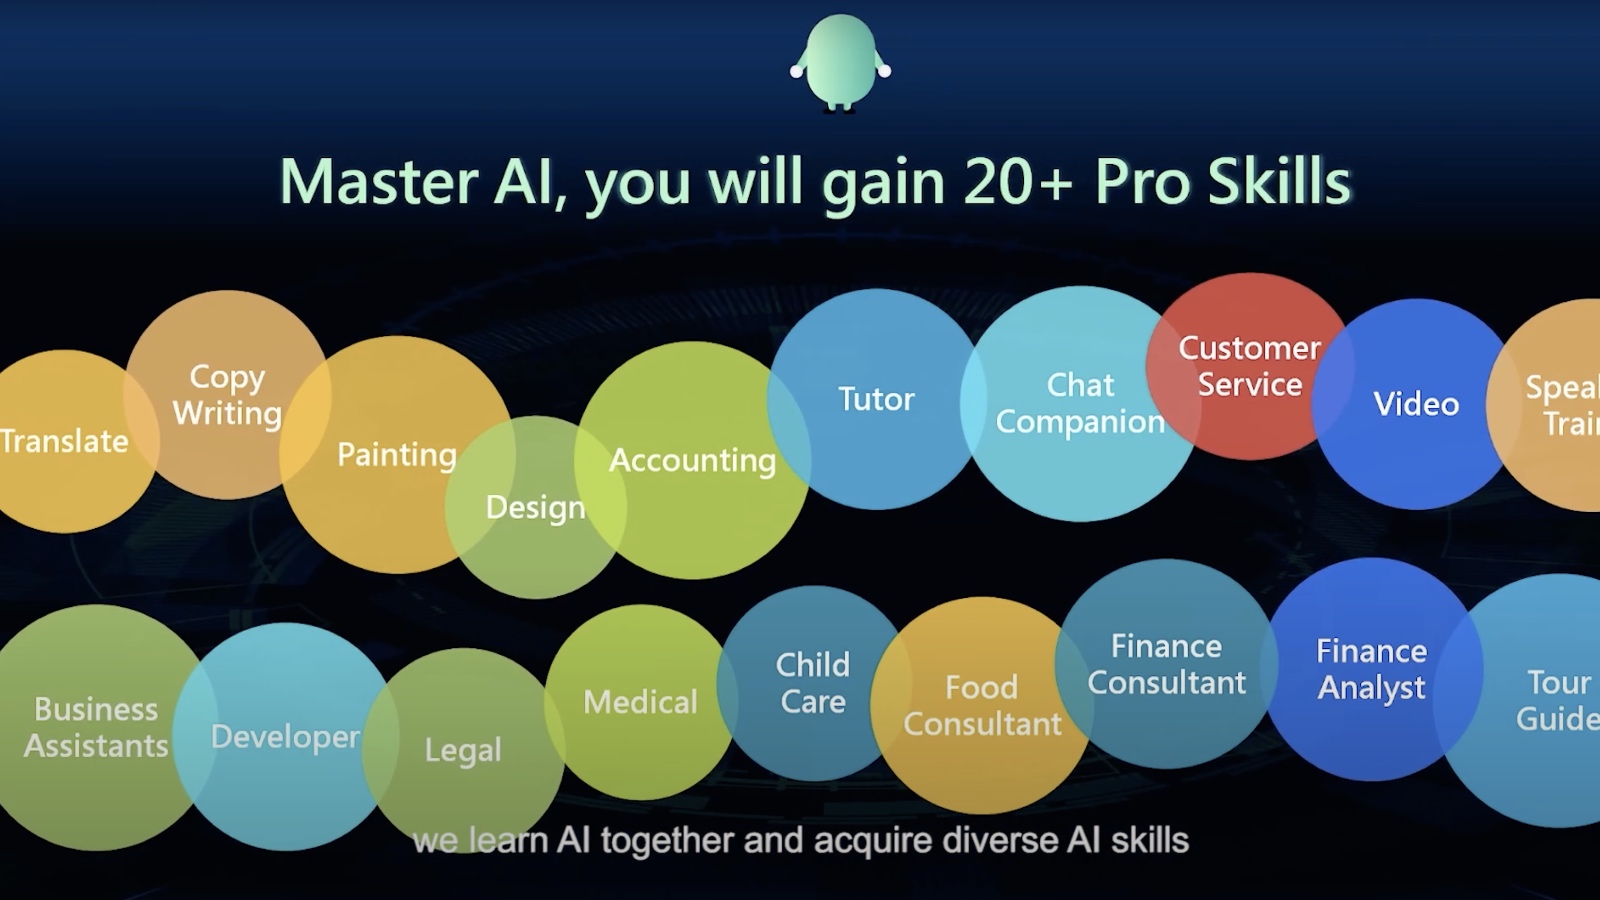 Master AI, you will gain 20+ Pro Skills
Translate
Copy
Writing
Painting
Design
Accounting
Tutor
Chat
Companion
Customer
Service
Video
Business
Assistants
Developer
Legal
Medical
Child
Care
Food
Consultant
Finance
Consultant
Finance
Analyst
Tour
Guide
we learn AI together and acquire diverse AI skills